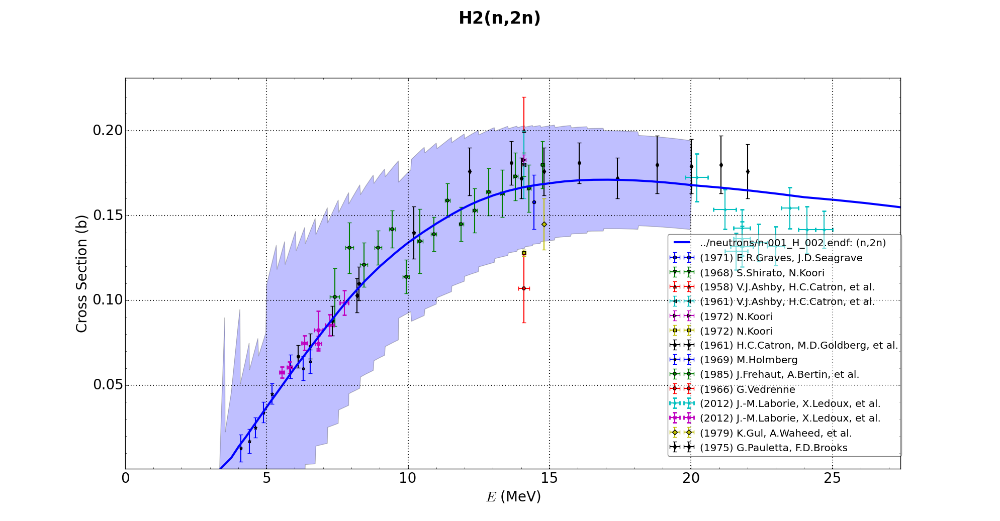 H2(n,2n)
0.20
0.15
0.10
0.05
Cross Section (b)
0 5 10 15 20 25
E (MeV)
../neutrons/n-001_H_002.endf: (n,2n)
(1971) E.R.Graves, J.D.Seagrave
(1968) S.Shirato, N.Koori
(1958) V.J.Ashby, H.C.Catron, et al.
(1961) V.J.Ashby, H.C.Catron, et al.
(1972) N.Koori
(1972) N.Koori
(1961) H.C.Catron, M.D.Goldberg, et al.
(1969) M.Holmberg
(1985) J.Frehaut, A.Bertin, et al.
(1966) G.Vedrenne
(2012) J.-M.Laborie, X.Ledoux, et al.
(2012) J.-M.Laborie, X.Ledoux, et al.
(1979) K.Gul, A.Waheed, et al.
(1975) G.Pauletta, F.D.Brooks